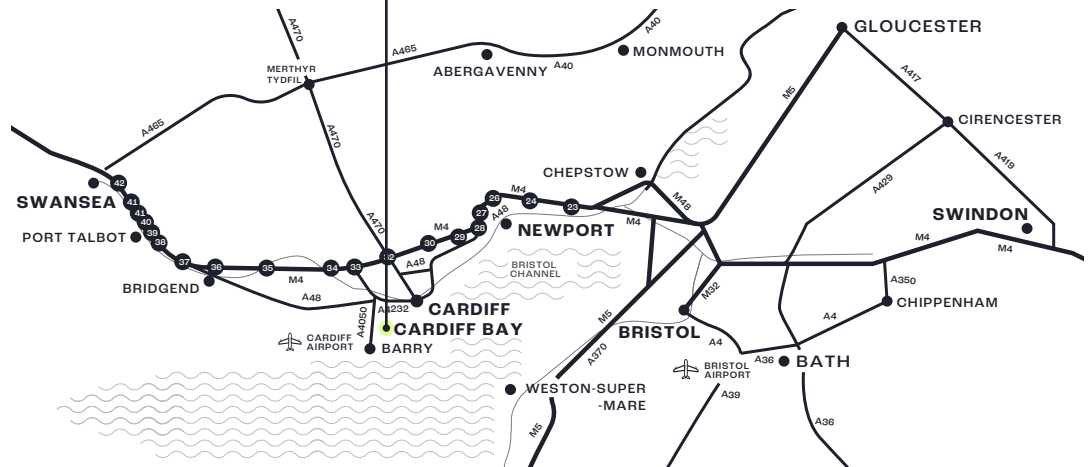 A470
A465
A40
MONMOUTH
GLOUCESTER
MERTHYR
TYDFIL
ABERGAVENNY
A40
A417
M5
A465
A470
CIRENCESTER
A419
CHEPSTOW
A429
42
SWANSEA
41
41
40
39
38
PORT TALBOT
37
36
35
34
33
32
30
29
28
27
26
24
23
M4
M48
M4
A48
NEWPORT
SWINDON
M4
M4
A470
M4
A48
BRISTOL
CHANNEL
BRIDGEND
M4
A48
A4232
A4050
CARDIFF
CARDIFF BAY
CARDIFF
AIRPORT
BARRY
M32
A350
CHIPPENHAM
M5
BRISTOL
A4
A4
A370
A36
BATH
BRISTOL
AIRPORT
WESTON-SUPER
-MARE
A39
A36
M5